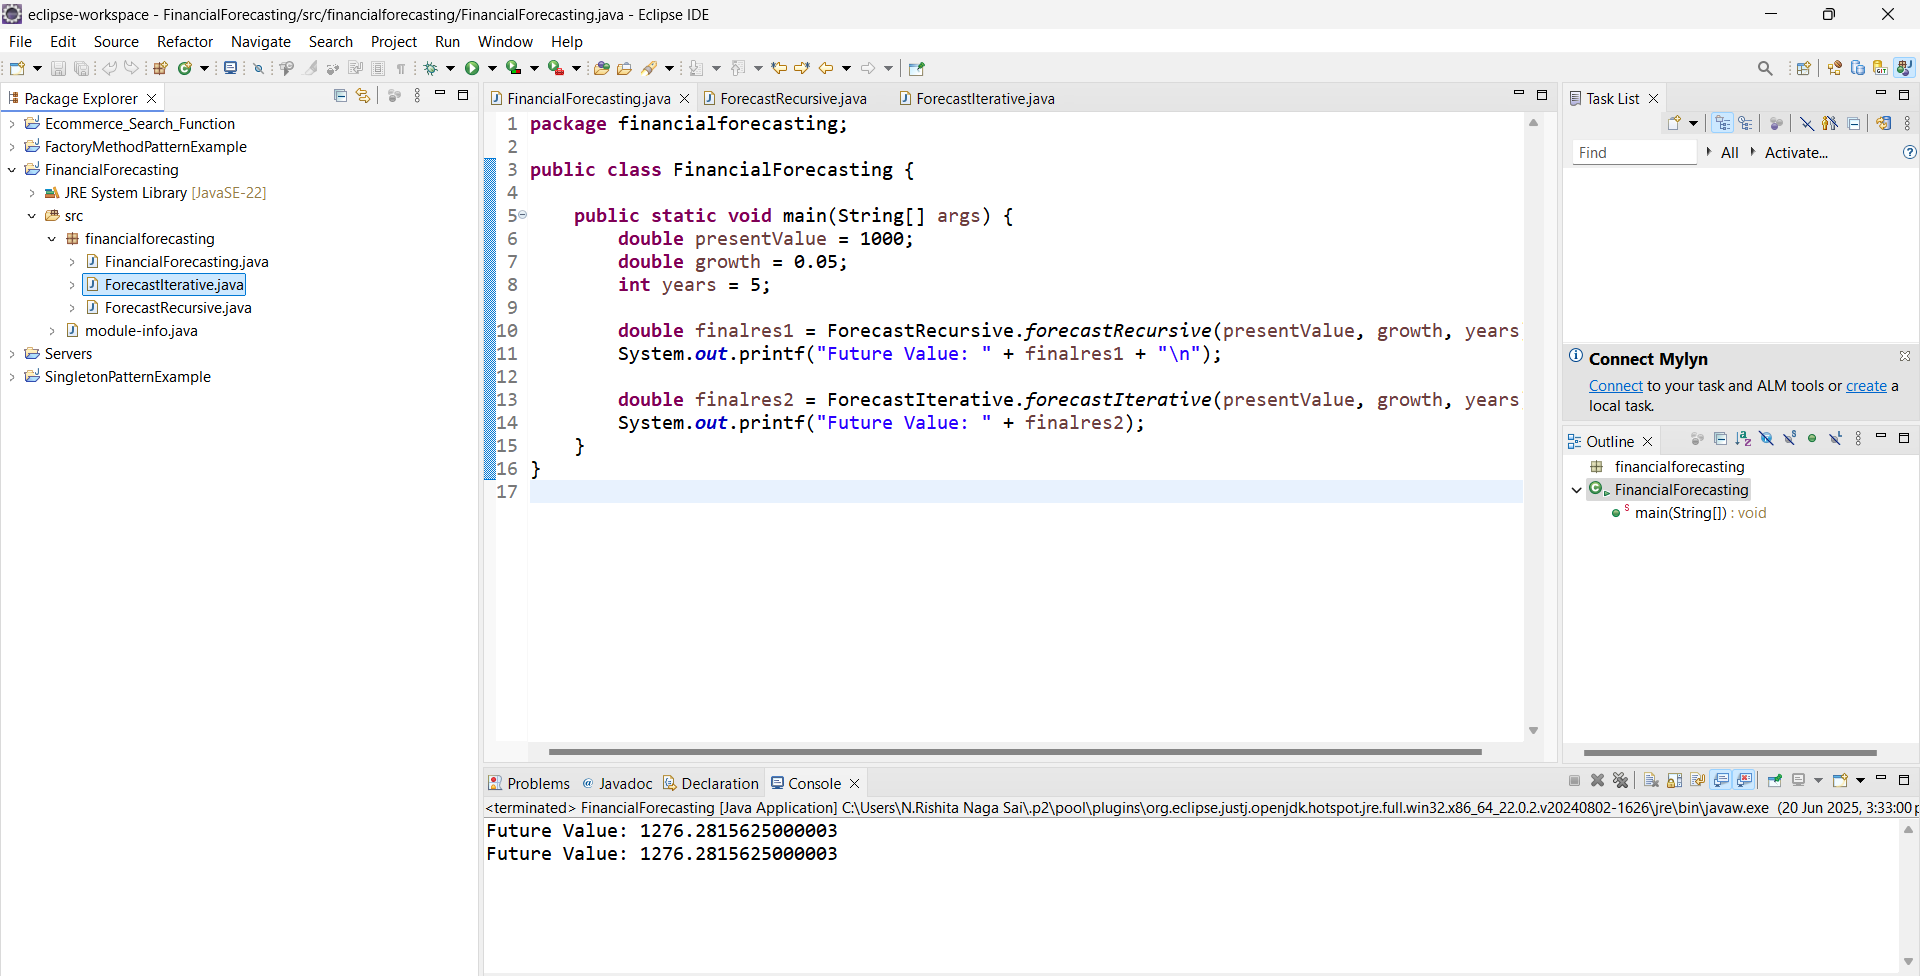 eclipse-workspace - FinancialForecasting/src/financialforecasting/FinancialForecasting.java - Eclipse IDE
File Edit Source Refactor Navigate Search Project Run Window Help
Package Explorer
Ecommerce_Search_Function
FactoryMethodPatternExample
FinancialForecasting
JRE System Library [JavaSE-22]
src
financialforecasting
FinancialForecasting.java
ForecastIterative.java
ForecastRecursive.java
module-info.java
Servers
SingletonPatternExample
FinancialForecasting.java ForecastRecursive.java ForecastIterative.java
1 package financialforecasting;
2
3 public class FinancialForecasting {
4
5 public static void main(String[] args) {
6 double presentValue = 1000;
7 double growth = 0.05;
8 int years = 5;
9
10 double finalres1 = ForecastRecursive.forecastRecursive(presentValue, growth, years
11 System.out.printf("Future Value: " + finalres1 + "\n");
12
13 double finalres2 = ForecastIterative.forecastIterative(presentValue, growth, years
14 System.out.printf("Future Value: " + finalres2);
15 }
16 }
17
Task List
Find All Activate...
Connect Mylyn
Connect to your task and ALM tools or create a
local task.
Outline
financialforecasting
FinancialForecasting
main(String[]) : void
Problems Javadoc Declaration Console
<terminated> FinancialForecasting [Java Application] C:\Users\N.Rishita Naga Sai\.p2\pool\plugins\org.eclipse.justj.openjdk.hotspot.jre.full.win32.x86_64_22.0.2.v20240802-1626\jre\bin\javaw.exe (20 Jun 2025, 3:33:00 p
Future Value: 1276.2815625000003
Future Value: 1276.2815625000003